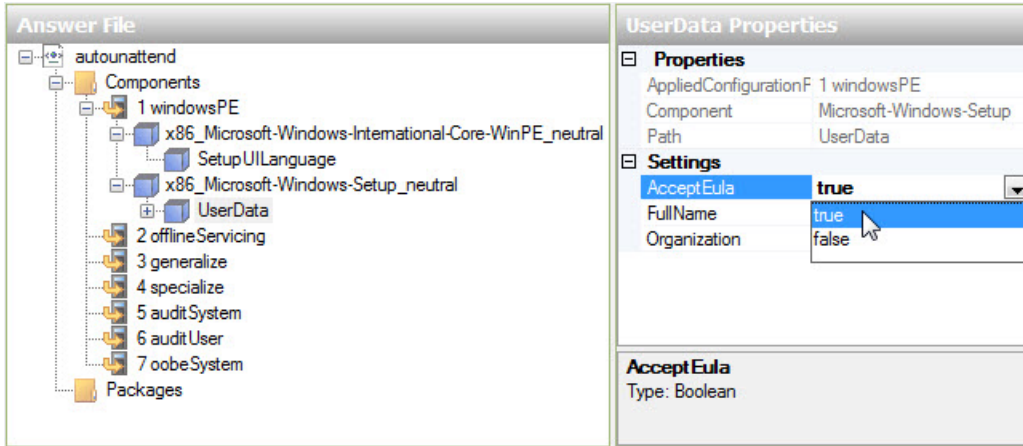 Answer File
autounattend
Components
1 windowsPE
x86_Microsoft-Windows-International-Core-WinPE_neutral
SetupUILanguage
x86_Microsoft-Windows-Setup_neutral
UserData
2 offlineServicing
3 generalize
4 specialize
5 auditSystem
6 auditUser
7 oobeSystem
Packages
UserData Properties
Properties
AppliedConfigurationP 1 windowsPE
Component Microsoft-Windows-Setup
Path UserData
Settings
AcceptEula true
FullName
true
Organization
false
AcceptEula
Type: Boolean